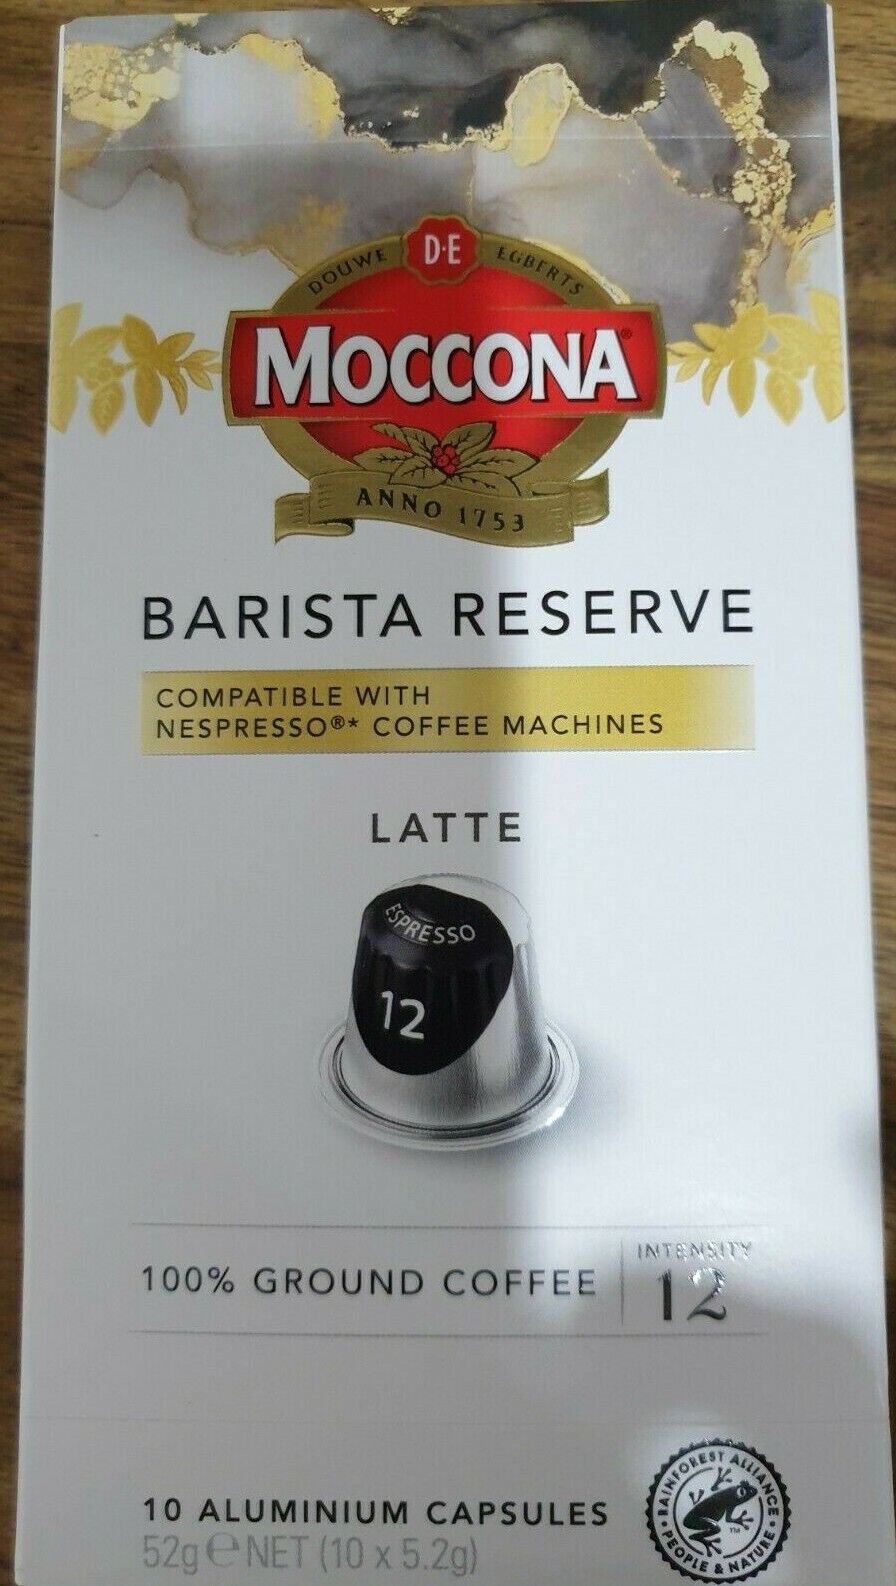 D·E
DOUWE EGBERTS
MOCCONA®
ANNO 1753
BARISTA RESERVE
COMPATIBLE WITH
NESPRESSO®* COFFEE MACHINES
LATTE
ESPRESSO
12
100% GROUND COFFEE
INTENSITY
12
10 ALUMINIUM CAPSULES
52g ℮ NET (10 x 5.2g)
RAINFOREST ALLIANCE
TM
PEOPLE & NATURE